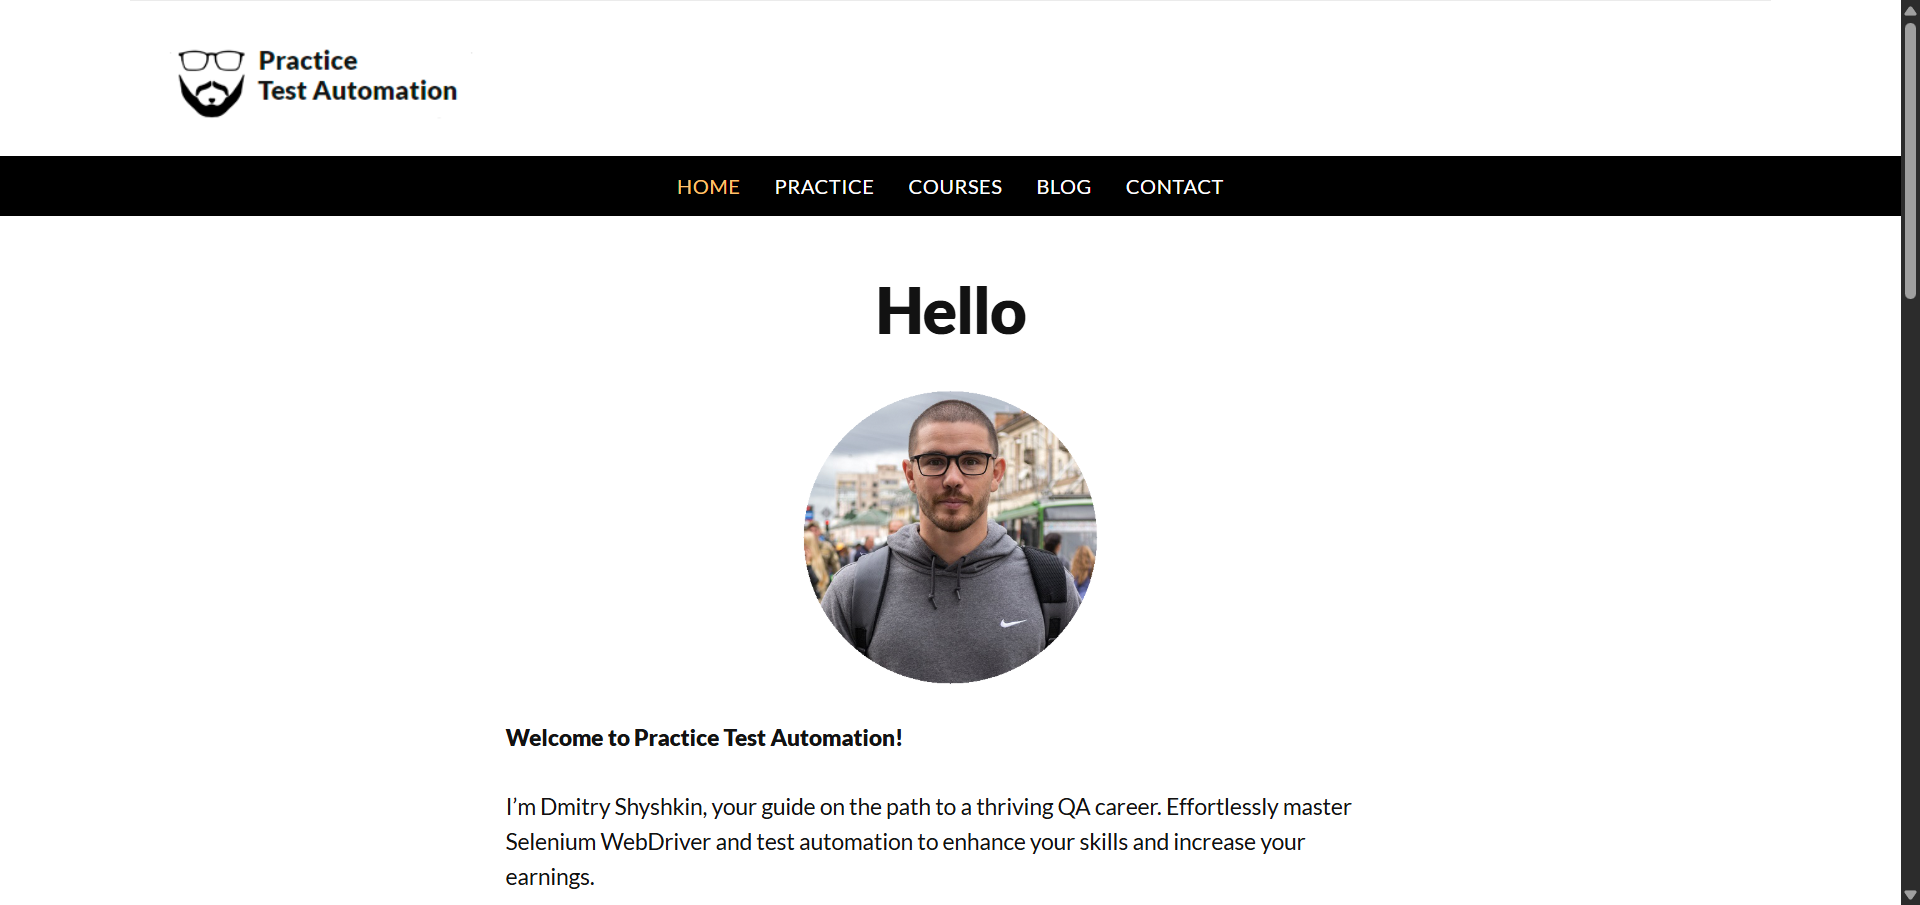 Practice
Test Automation
HOME PRACTICE COURSES BLOG CONTACT
Hello
Welcome to Practice Test Automation!
I’m Dmitry Shyshkin, your guide on the path to a thriving QA career. Effortlessly master
Selenium WebDriver and test automation to enhance your skills and increase your
earnings.